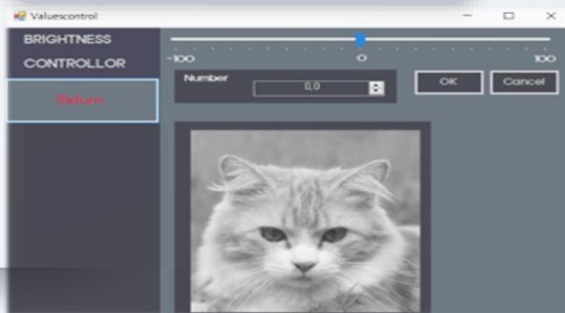 Valuescontrol
BRIGHTNESS
CONTROLLOR
Return
-100
0
100
Number
0,0
OK
Cancel